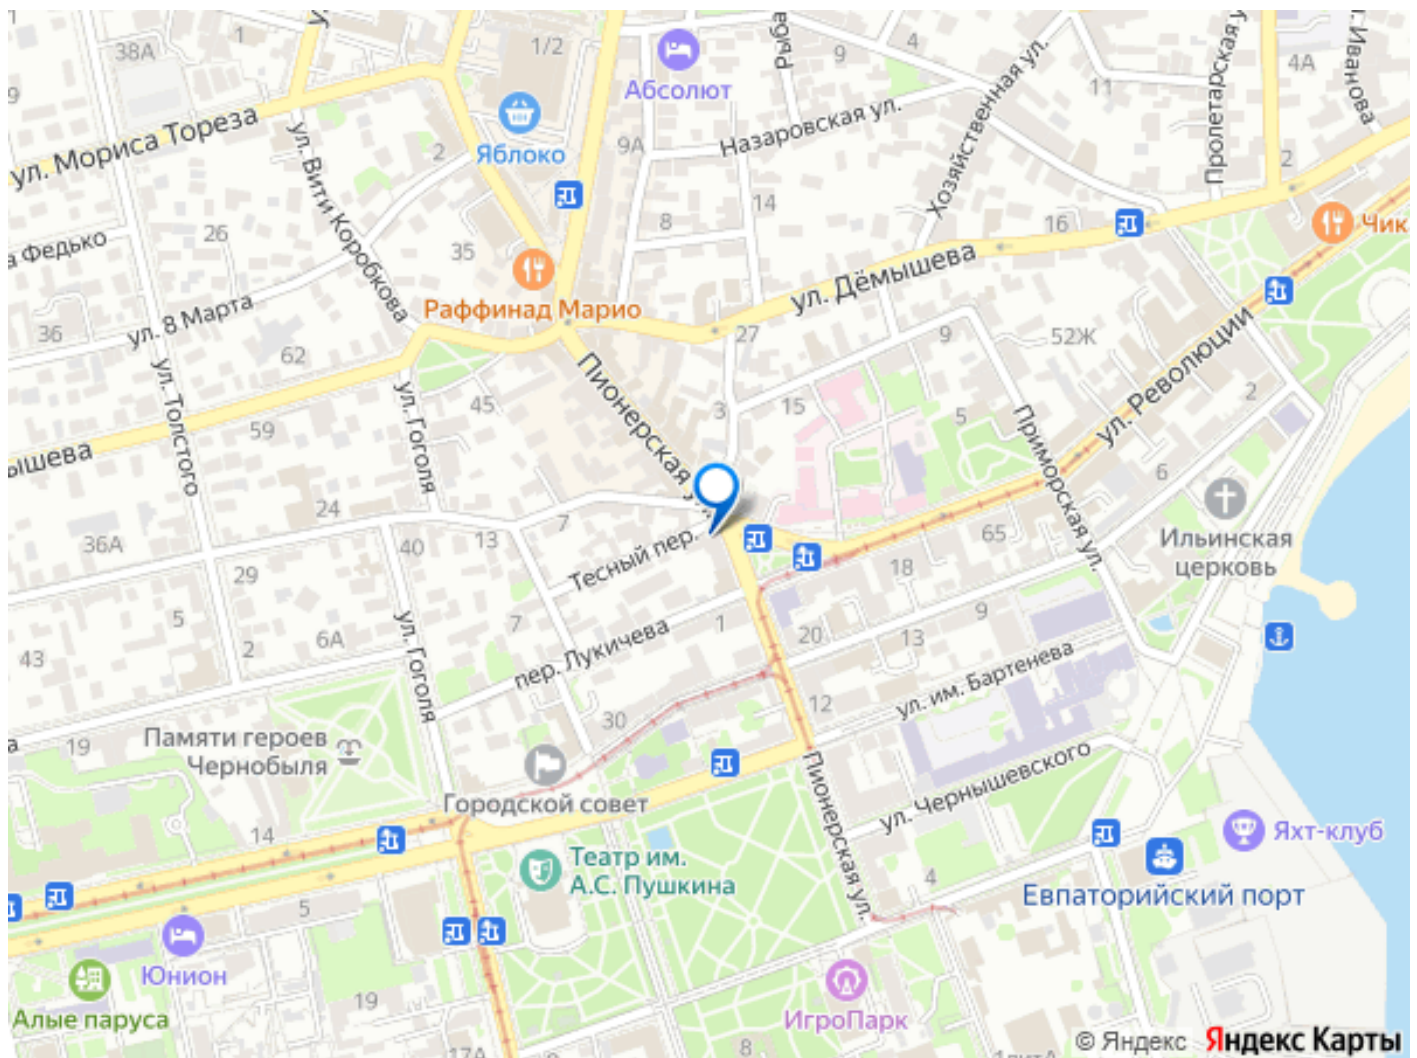 38А
1
1/2
Абсолют
9
4
11
4А
2
ул. Мориса Тореза
Яблоко
2
9А
Назаровская ул.
Хозяйственная ул.
Пролетарская у
г. Иванова
ул. Вити Коробкова
14
8
16
Чик
а Федько
26
35
Раффинад Марио
ул. Дёмышева
ул. 8 Марта
36
62
27
9
52Ж
ул. Революции
Пионерская ул.
ул. Толстого
ул. Гоголя
45
3
15
5
2
59
ышева
Приморская ул.
6
24
7
Тесный пер.
36А
40
13
65
18
Ильинская
церковь
29
5
6А
2
7
1
20
9
13
43
пер. Лукичева
ул. Гоголя
ул. им. Бартенева
12
30
19
Памяти героев
Чернобыля
Городской совет
Пионерская ул.
ул. Чернышевского
14
Яхт-клуб
Театр им.
А.С. Пушкина
4
Евпаторийский порт
5
Юнион
19
Алые паруса
ИгроПарк
17А
8
© Яндекс Яндекс Карты